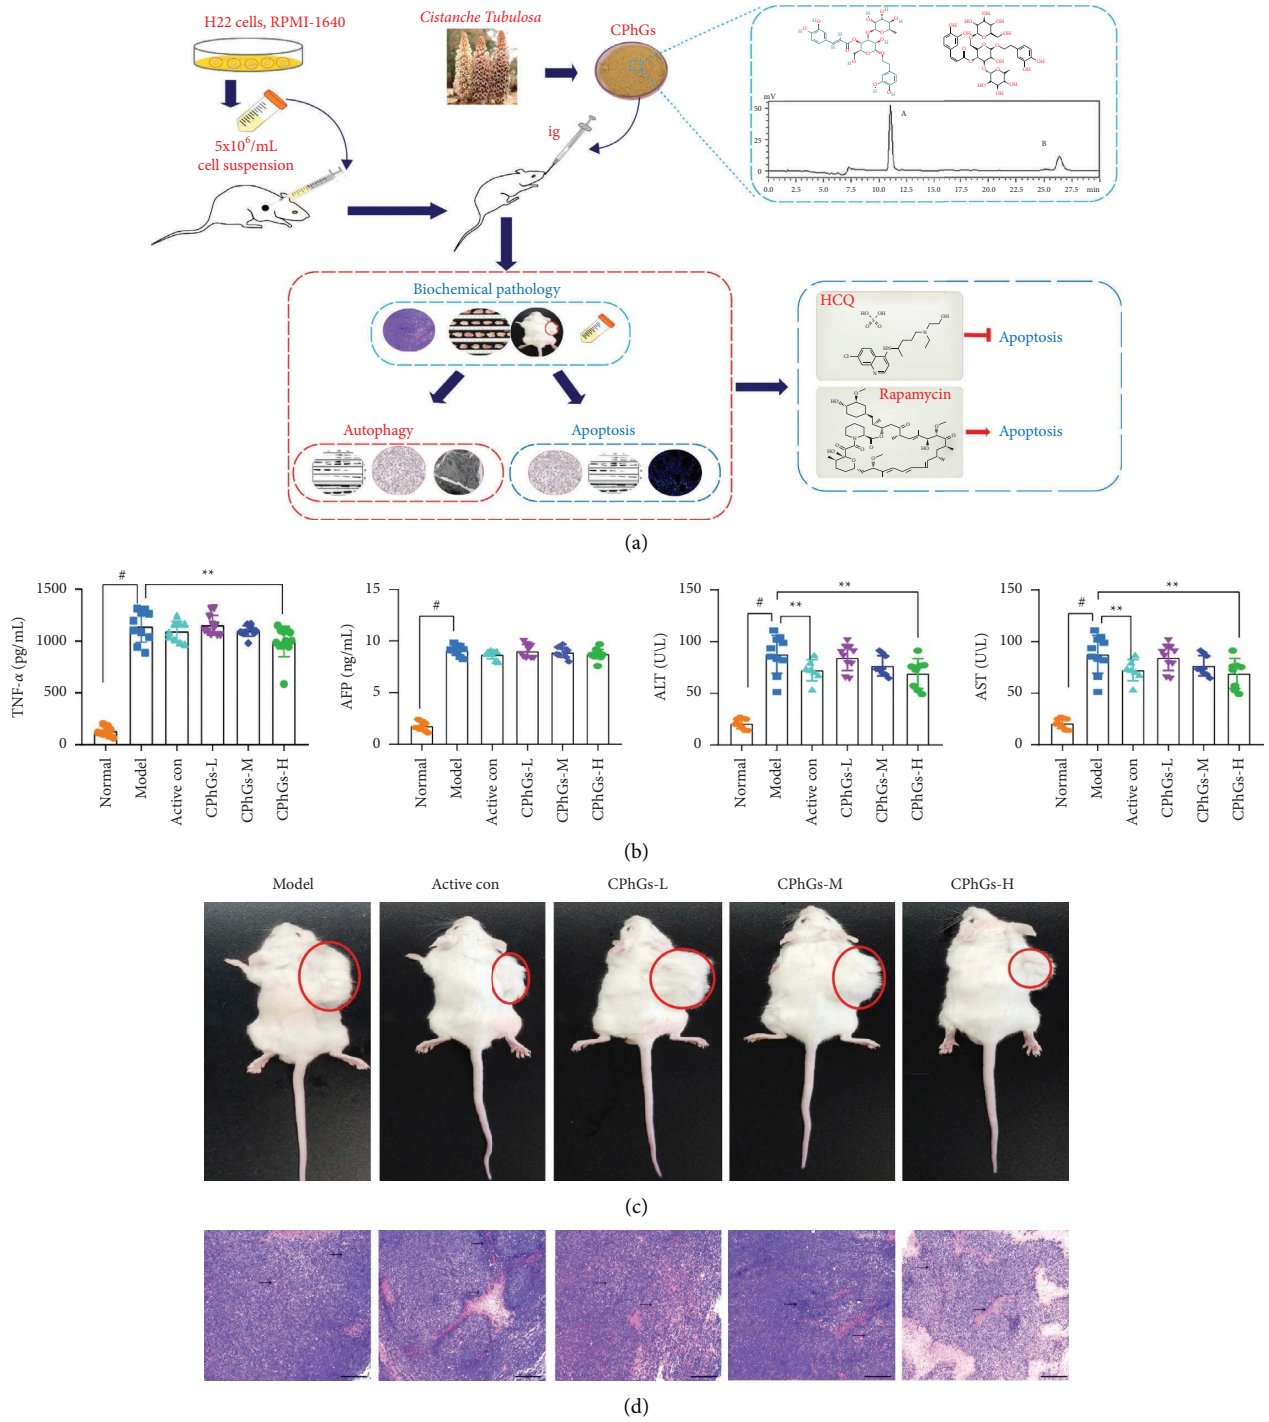 H22 cells, RPMI-1640
5x10⁶/mL
cell suspension
Cistanche Tubulosa
CPhGs
ig
mV
50
25
0
A
B
0.0 2.5 5.0 7.5 10.0 12.5 15.0 17.5 20.0 22.5 25.0 27.5 min
Biochemical pathology
Autophagy
Apoptosis
HCQ
Apoptosis
Rapamycin
Apoptosis
(a)
TNF-α (pg/mL)
1500
1000
500
0
#
**
Normal
Model
Active con
CPhGs-L
CPhGs-M
CPhGs-H
AFP (ng/mL)
15
10
5
0
#
Normal
Model
Active con
CPhGs-L
CPhGs-M
CPhGs-H
ALT (U\L)
150
100
50
0
#
**
**
Normal
Model
Active con
CPhGs-L
CPhGs-M
CPhGs-H
AST (U\L)
150
100
50
0
#
**
**
Normal
Model
Active con
CPhGs-L
CPhGs-M
CPhGs-H
(b)
Model Active con CPhGs-L CPhGs-M CPhGs-H
(c)
(d)